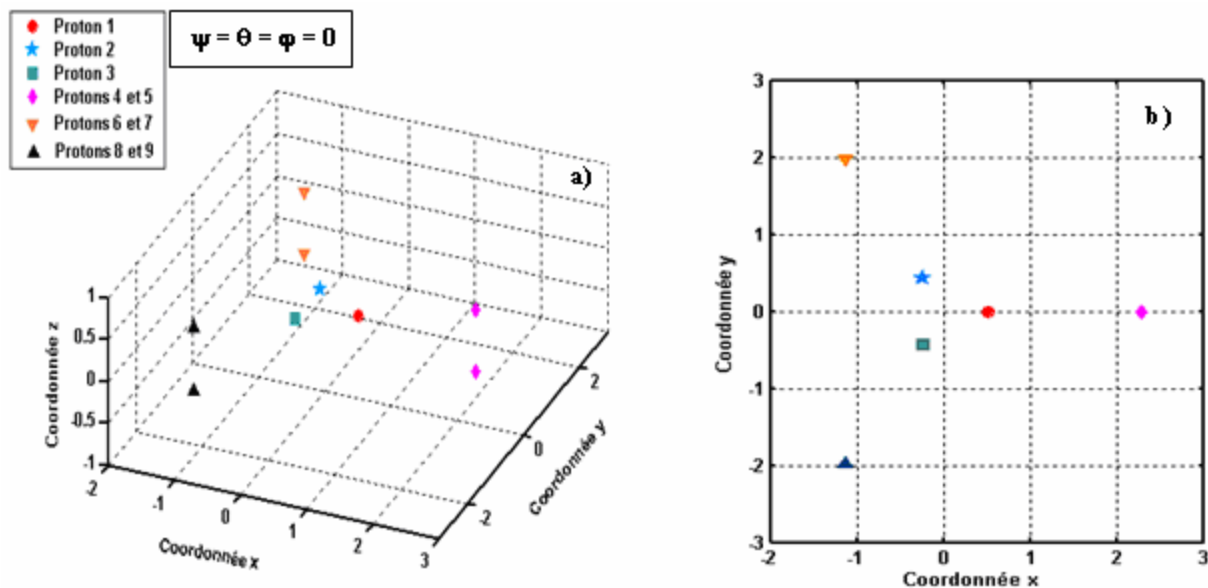 Proton 1
Proton 2
Proton 3
Protons 4 et 5
Protons 6 et 7
Protons 8 et 9
ψ = θ = φ = 0
a)
1
0.5
0
-0.5
-1
Coordonnée z
-2
-1
0
1
2
3
Coordonnée x
-2
0
2
Coordonnée y
b)
3
2
1
0
-1
-2
-3
Coordonnée y
-2
-1
0
1
2
3
Coordonnée x